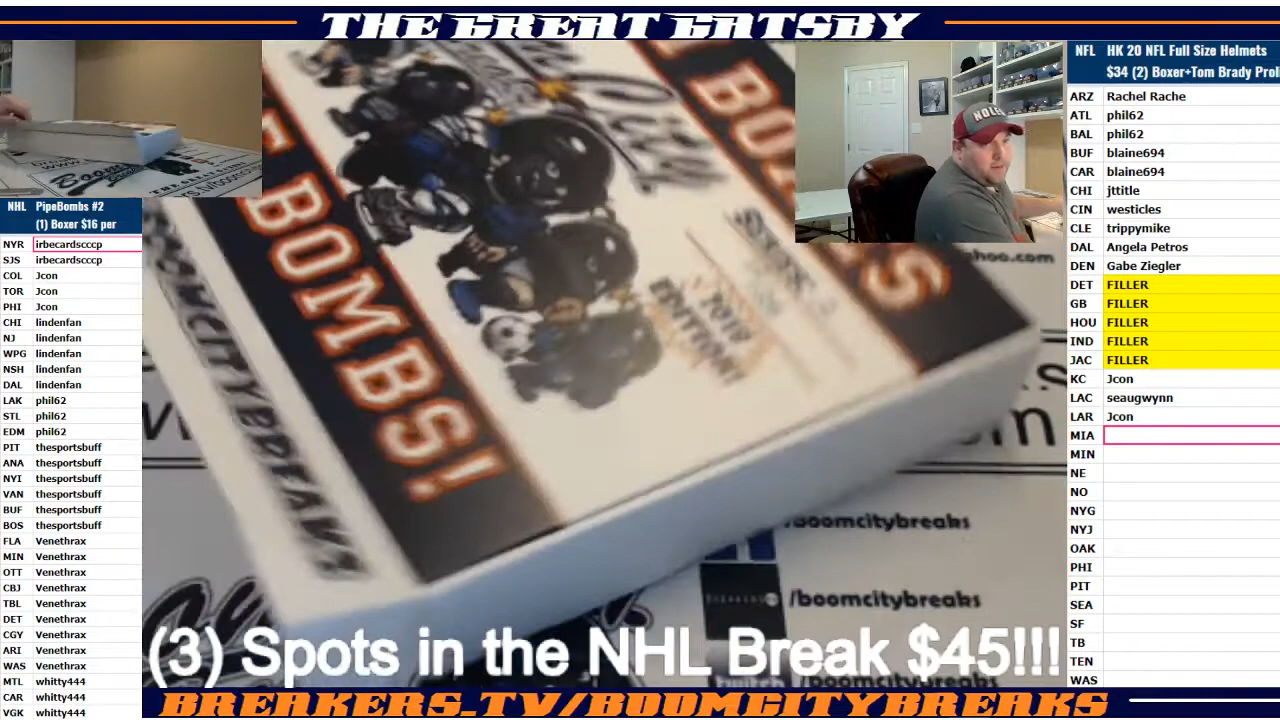 THE GREAT GATSBY
NHL PipeBombs #2
(1) Boxer $16 per
NYR irbecardscccp
SJS irbecardscccp
COL Jcon
TOR Jcon
PHI Jcon
CHI lindenfan
NJ lindenfan
WPG lindenfan
NSH lindenfan
DAL lindenfan
LAK phil62
STL phil62
EDM phil62
PIT thesportsbuff
ANA thesportsbuff
NYI thesportsbuff
VAN thesportsbuff
BUF thesportsbuff
BOS thesportsbuff
FLA Venethrax
MIN Venethrax
OTT Venethrax
CBJ Venethrax
TBL Venethrax
DET Venethrax
CGY Venethrax
ARI Venethrax
WAS Venethrax
MTL whitty444
CAR whitty444
VGK whitty444
BOMBS!
BOOMCITYBREAKS
NOLES
yahoo.com
/boomcitybreaks
/boomcitybreaks
(3) Spots in the NHL Break $45!!!
BREAKERS.TV/BOOMCITYBREAKS
NFL HK 20 NFL Full Size Helmets
$34 (2) Boxer+Tom Brady Proli
ARZ Rachel Rache
ATL phil62
BAL phil62
BUF blaine694
CAR blaine694
CHI jttitle
CIN westicles
CLE trippymike
DAL Angela Petros
DEN Gabe Ziegler
DET FILLER
GB FILLER
HOU FILLER
IND FILLER
JAC FILLER
KC Jcon
LAC seaugwynn
LAR Jcon
MIA
MIN
NE
NO
NYG
NYJ
OAK
PHI
PIT
SEA
SF
TB
TEN
WAS